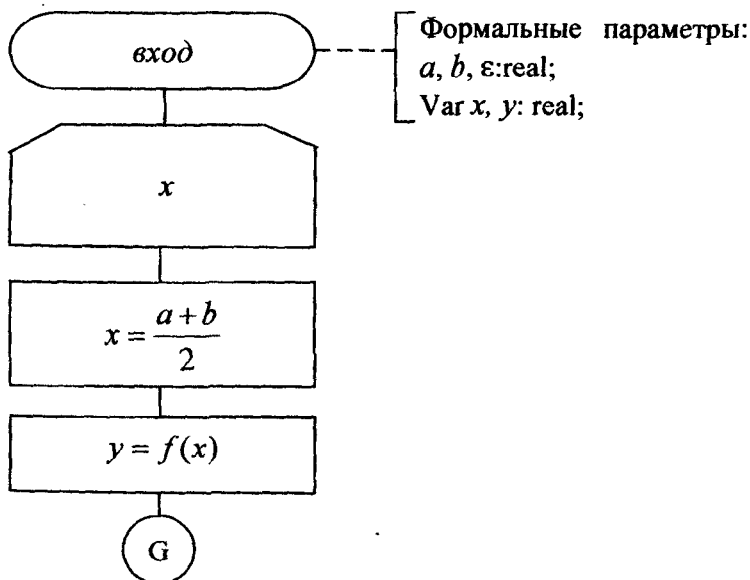 вход
Формальные параметры:
a, b, ε:real;
Var x, y: real;
x
x = a + b / 2
y = f(x)
G